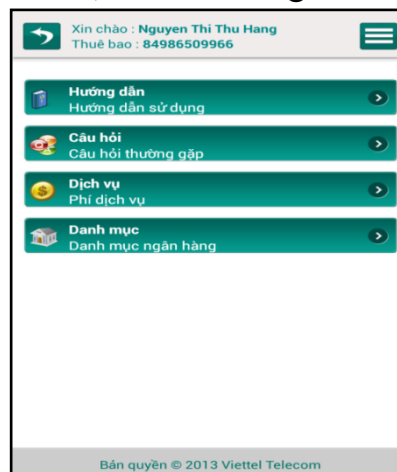 Xin chào : Nguyen Thi Thu Hang
Thuê bao : 84986509966
Hướng dẫn
Hướng dẫn sử dụng
Câu hỏi
Câu hỏi thường gặp
Dịch vụ
Phí dịch vụ
Danh mục
Danh mục ngân hàng
Bản quyền © 2013 Viettel Telecom